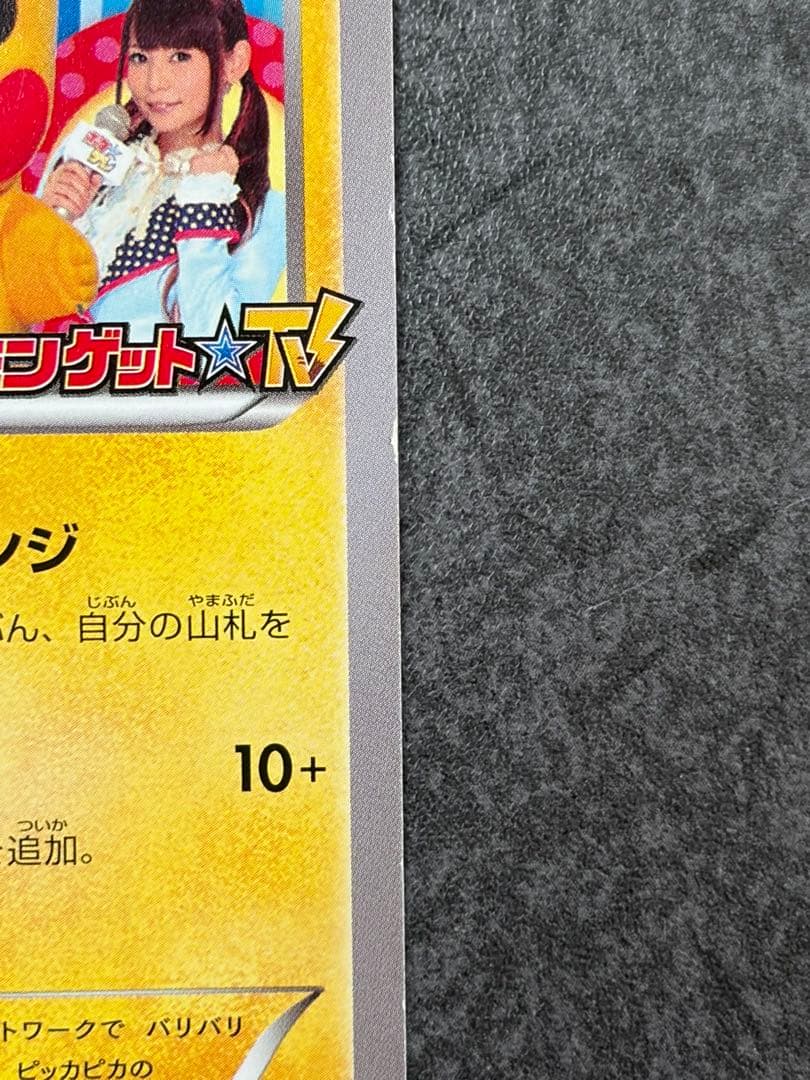 モンゲット☆TV
ンジ
ぶん、自分の山札を
じぶん
やまふだ
10+
追加。
ついか
トワークで バリバリ
ピッカピカの